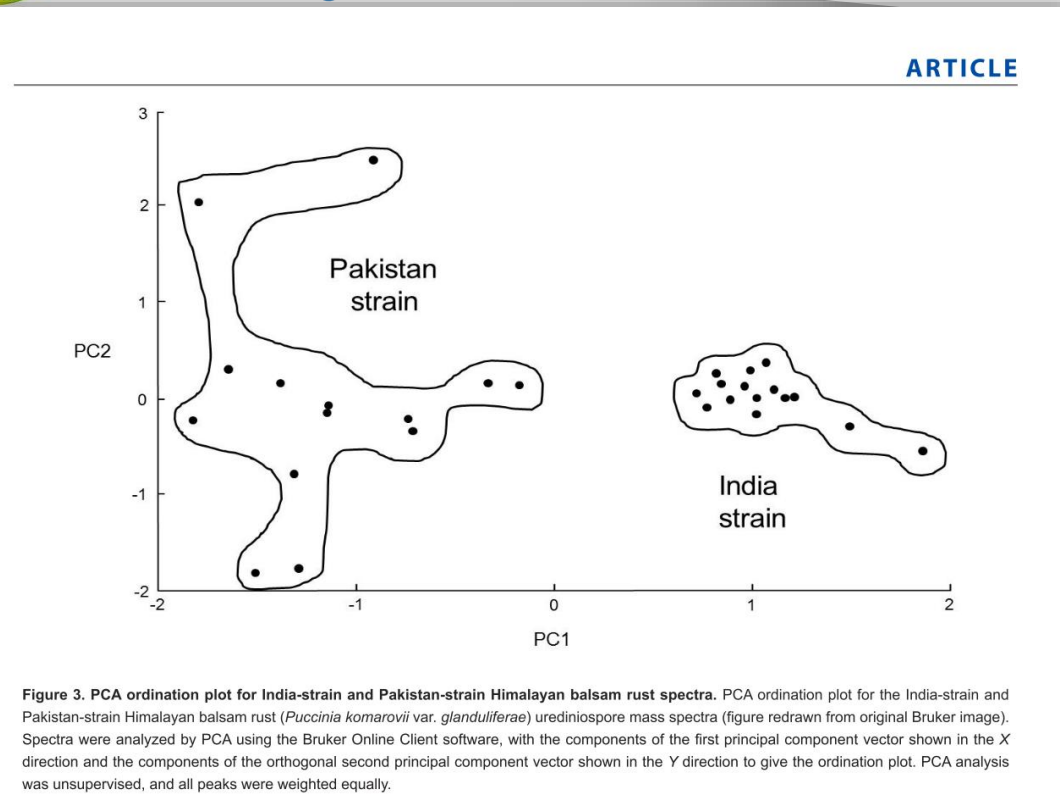 ARTICLE
3
2
Pakistan
strain
1
PC2
0
India
strain
-1
-2
-2
-1
0
1
2
PC1
Figure 3. PCA ordination plot for India-strain and Pakistan-strain Himalayan balsam rust spectra. PCA ordination plot for the India-strain and
Pakistan-strain Himalayan balsam rust (Puccinia komarovii var. glanduliferae) urediniospore mass spectra (figure redrawn from original Bruker image).
Spectra were analyzed by PCA using the Bruker Online Client software, with the components of the first principal component vector shown in the X
direction and the components of the orthogonal second principal component vector shown in the Y direction to give the ordination plot. PCA analysis
was unsupervised, and all peaks were weighted equally.